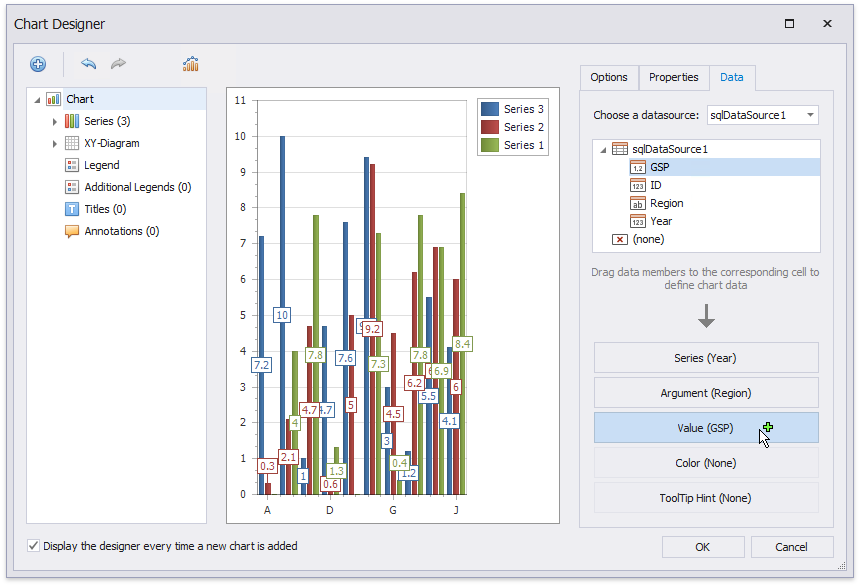 Chart Designer
Options
Properties
Data
Chart
Series (3)
XY-Diagram
Legend
Additional Legends (0)
Titles (0)
Annotations (0)
11
10
9
8
7
6
5
4
3
2
1
0
7.2
0.3
10
2.1
4
1
4.7
7.8
4.7
0.6
1.3
7.6
5
9.2
7.3
3
4.5
0.4
1.2
6.2
7.8
5.5
6.9
4.1
6
8.4
A
D
G
J
Series 3
Series 2
Series 1
Choose a datasource:
sqlDataSource1
sqlDataSource1
1,2 GSP
123 ID
ab Region
123 Year
(none)
Drag data members to the corresponding cell to
define chart data
Series (Year)
Argument (Region)
Value (GSP)
Color (None)
ToolTip Hint (None)
Display the designer every time a new chart is added
OK
Cancel